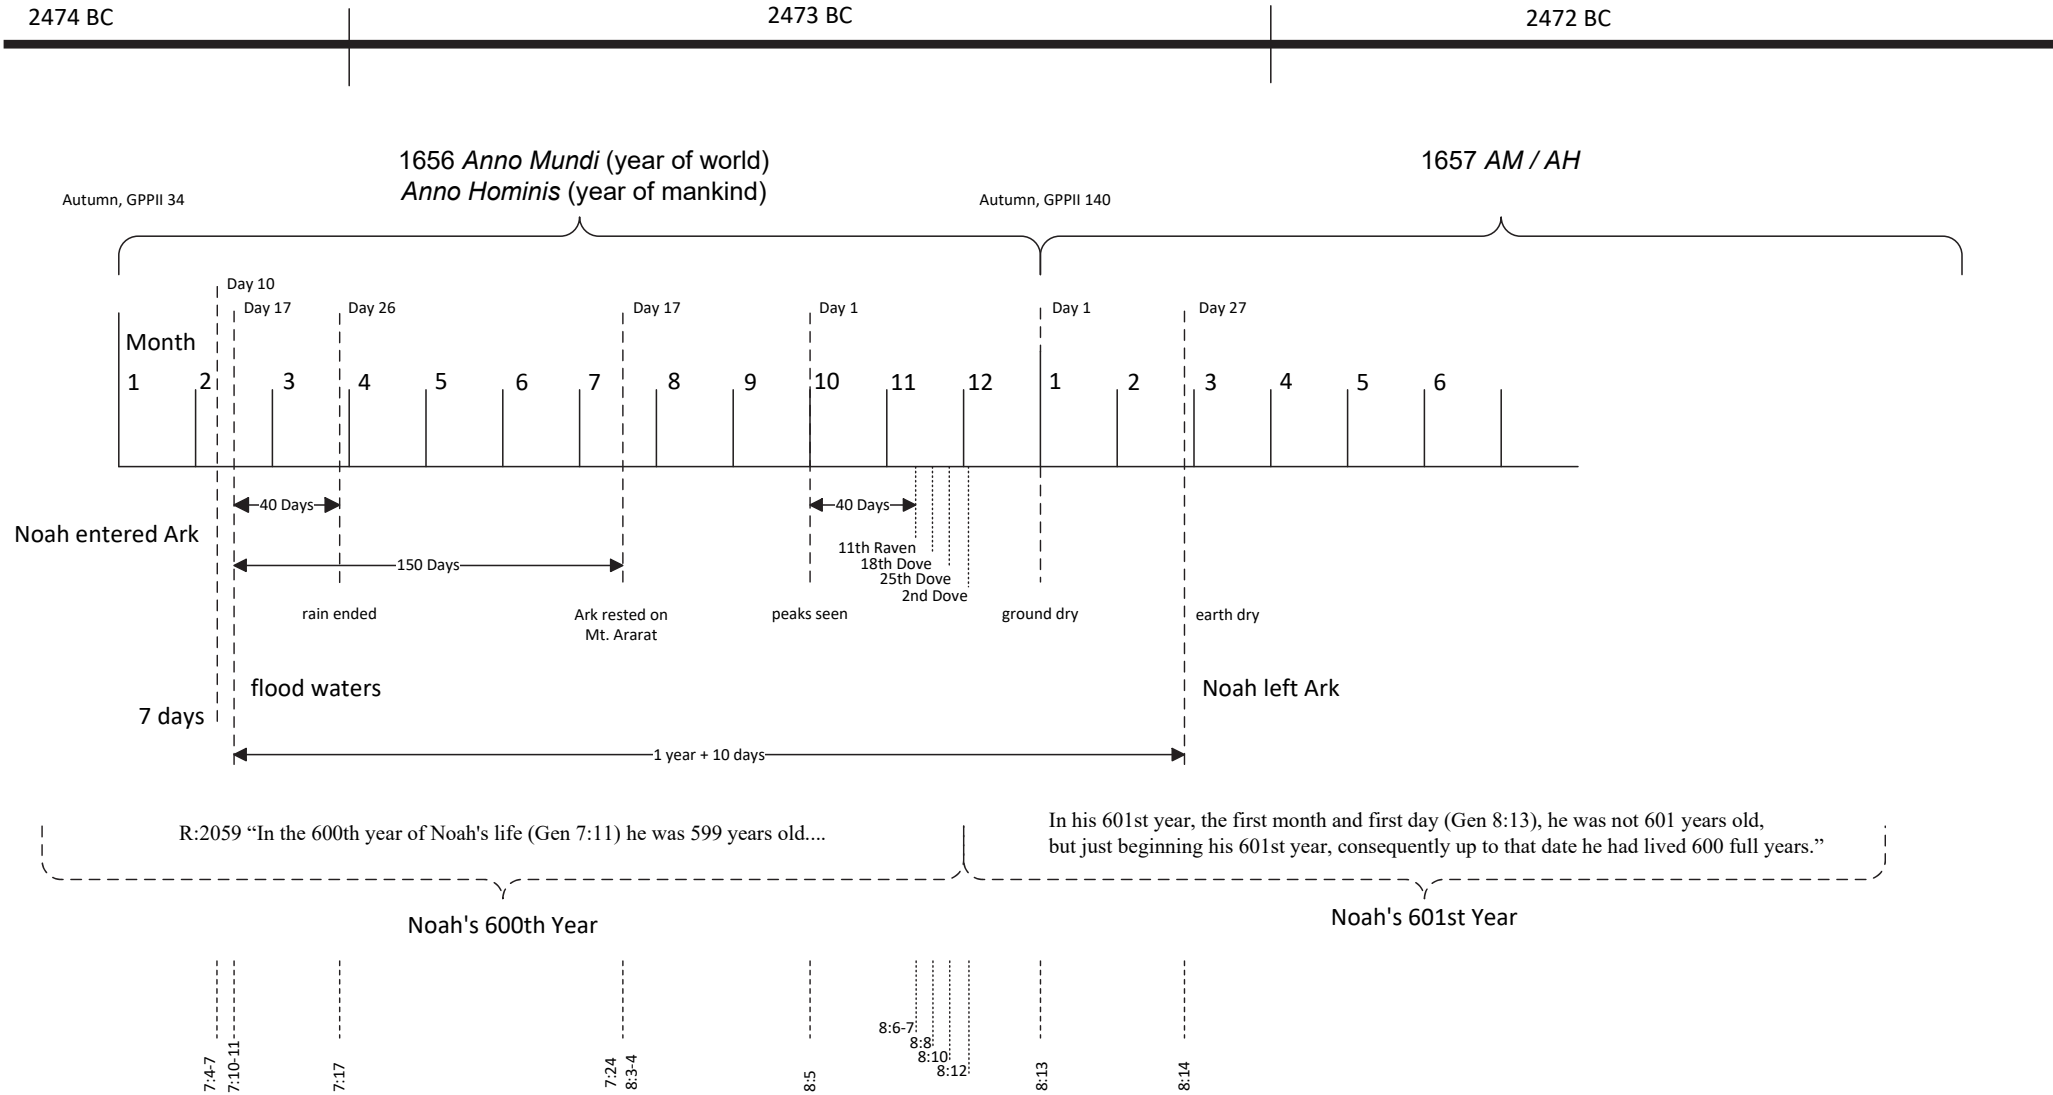 2474 BC
2473 BC
2472 BC
1656 Anno Mundi (year of world)
Anno Hominis (year of mankind)
1657 AM / AH
Autumn, GPPII 34
Autumn, GPPII 140
Day 10
Day 17
Day 26
Day 17
Day 1
Day 1
Day 27
Month
1
2
3
4
5
6
7
8
9
10
11
12
1
2
3
4
5
6
40 Days
40 Days
Noah entered Ark
11th Raven
18th Dove
25th Dove
2nd Dove
150 Days
rain ended
Ark rested on
Mt. Ararat
peaks seen
ground dry
earth dry
flood waters
Noah left Ark
7 days
1 year + 10 days
R:2059 “In the 600th year of Noah's life (Gen 7:11) he was 599 years old....
In his 601st year, the first month and first day (Gen 8:13), he was not 601 years old,
but just beginning his 601st year, consequently up to that date he had lived 600 full years.”
Noah's 600th Year
Noah's 601st Year
7:4-7
7:10-11
7:17
7:24
8:3-4
8:5
8:6-7
8:8
8:10
8:12
8:13
8:14